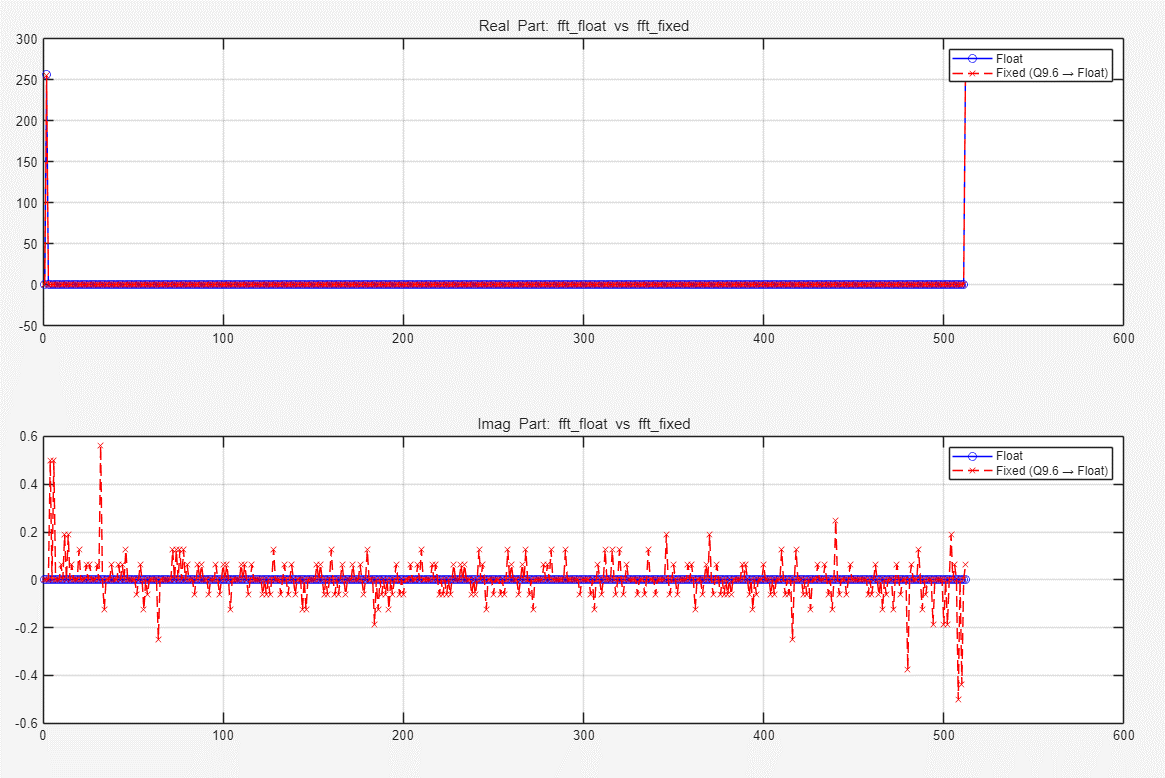 Real Part: fft_float vs fft_fixed
300
250
200
150
100
50
0
-50
0 100 200 300 400 500 600
Float
Fixed (Q9.6 → Float)
Imag Part: fft_float vs fft_fixed
0.6
0.4
0.2
0
-0.2
-0.4
-0.6
0 100 200 300 400 500 600
Float
Fixed (Q9.6 → Float)